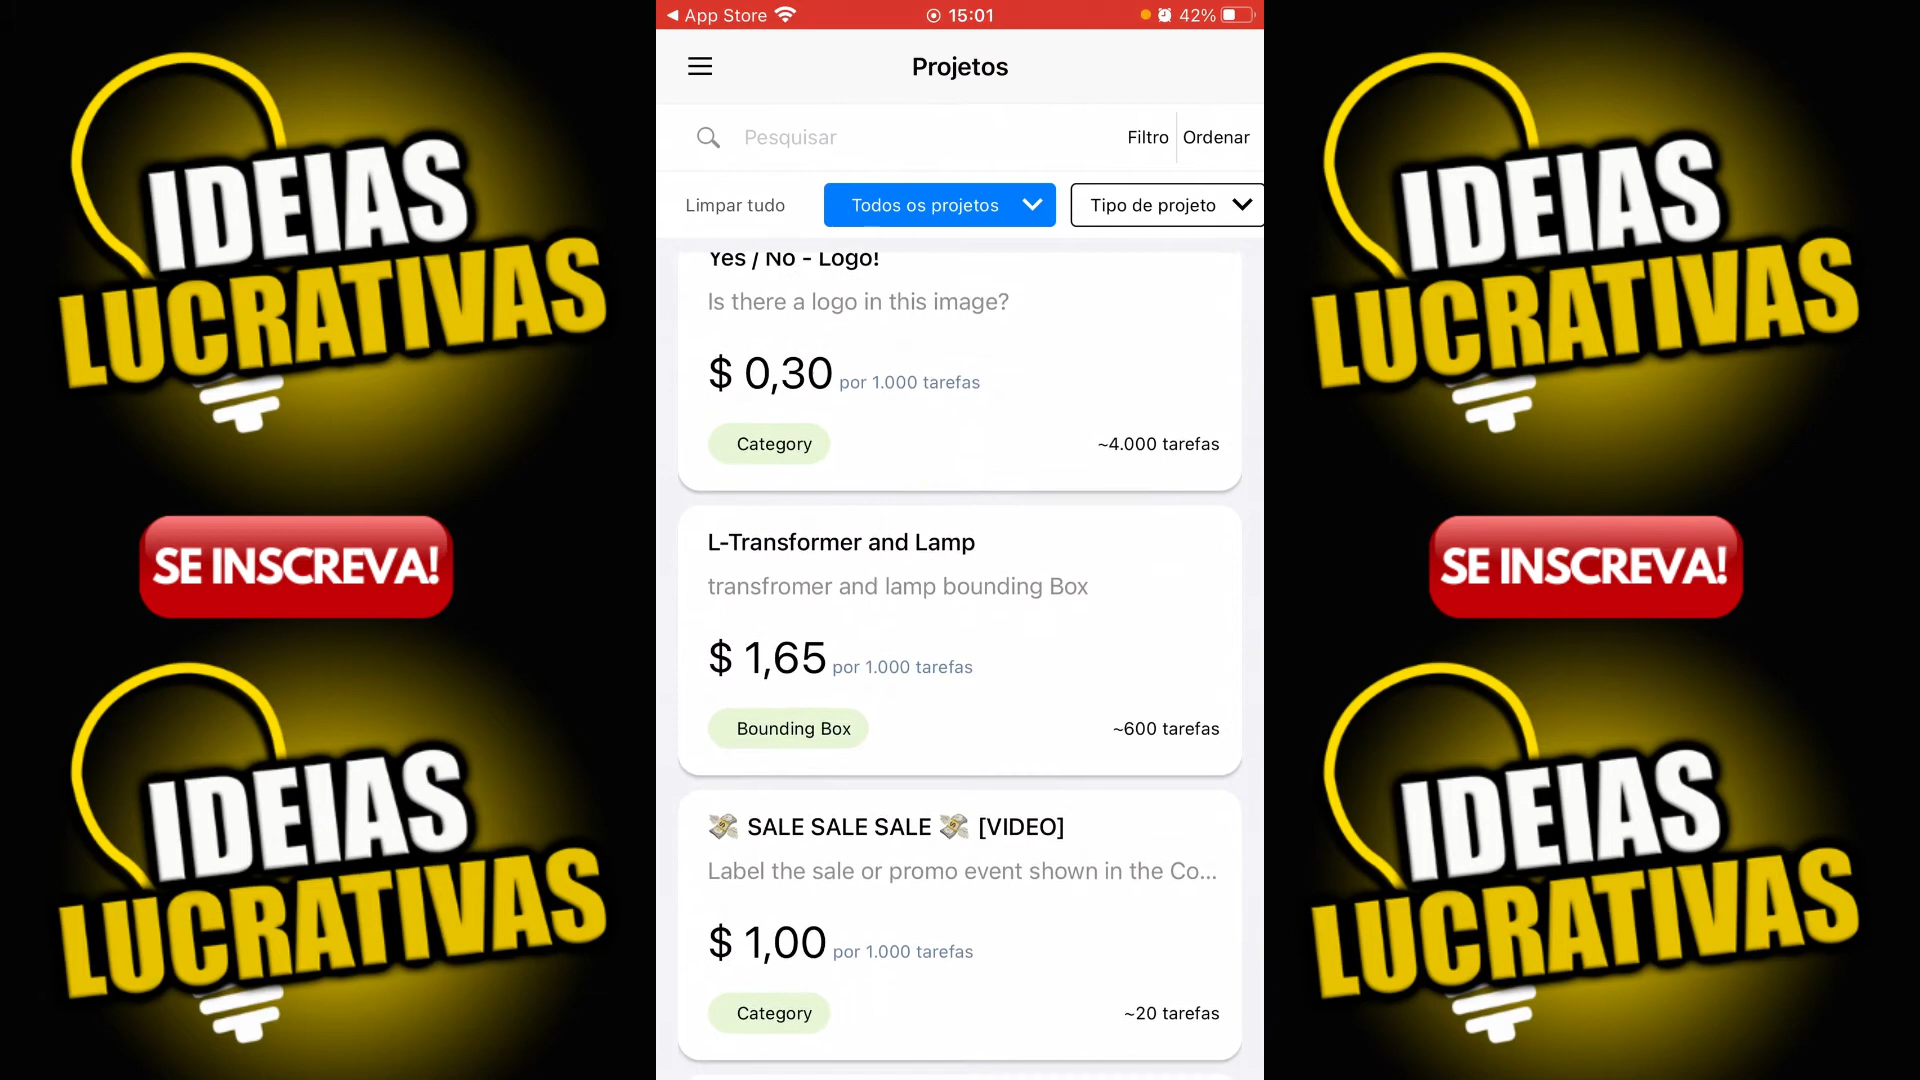 IDEIAS
LUCRATIVAS
SE INSCREVA!
IDEIAS
LUCRATIVAS
◀ App Store
15:01
42%
Projetos
Pesquisar
Filtro
Ordenar
Limpar tudo
Todos os projetos
Tipo de projeto
Yes / No - Logo!
Is there a logo in this image?
$ 0,30 por 1.000 tarefas
Category
~4.000 tarefas
L-Transformer and Lamp
transfromer and lamp bounding Box
$ 1,65 por 1.000 tarefas
Bounding Box
~600 tarefas
💸 SALE SALE SALE 💸 [VIDEO]
Label the sale or promo event shown in the Co...
$ 1,00 por 1.000 tarefas
Category
~20 tarefas
IDEIAS
LUCRATIVAS
SE INSCREVA!
IDEIAS
LUCRATIVAS